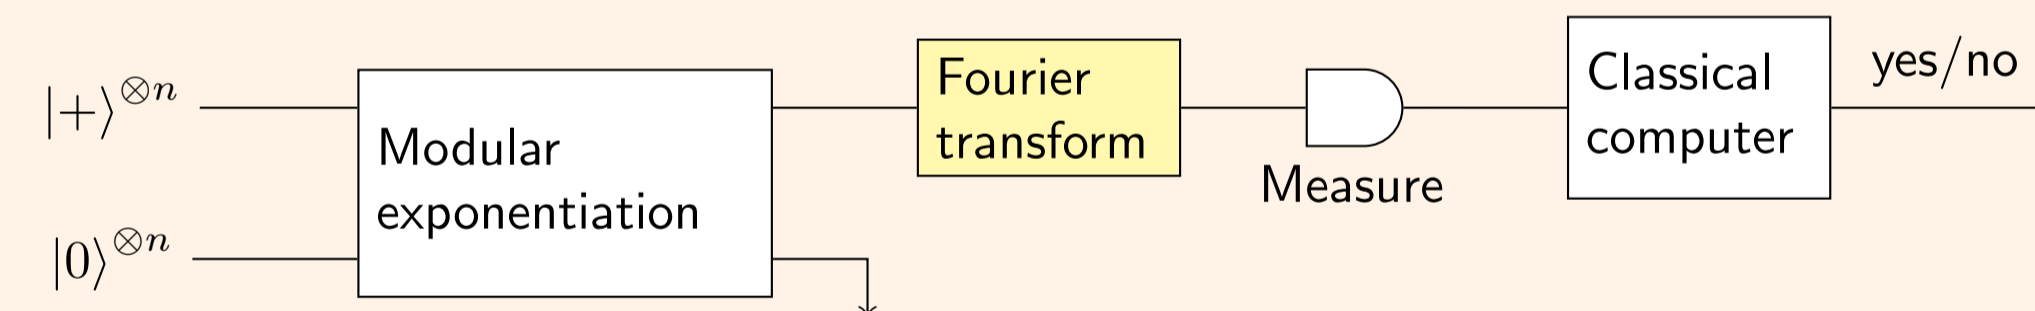 |+⟩^{⊗n}
|0⟩^{⊗n}
Modular
exponentiation
Fourier
transform
Measure
Classical
computer
yes/no